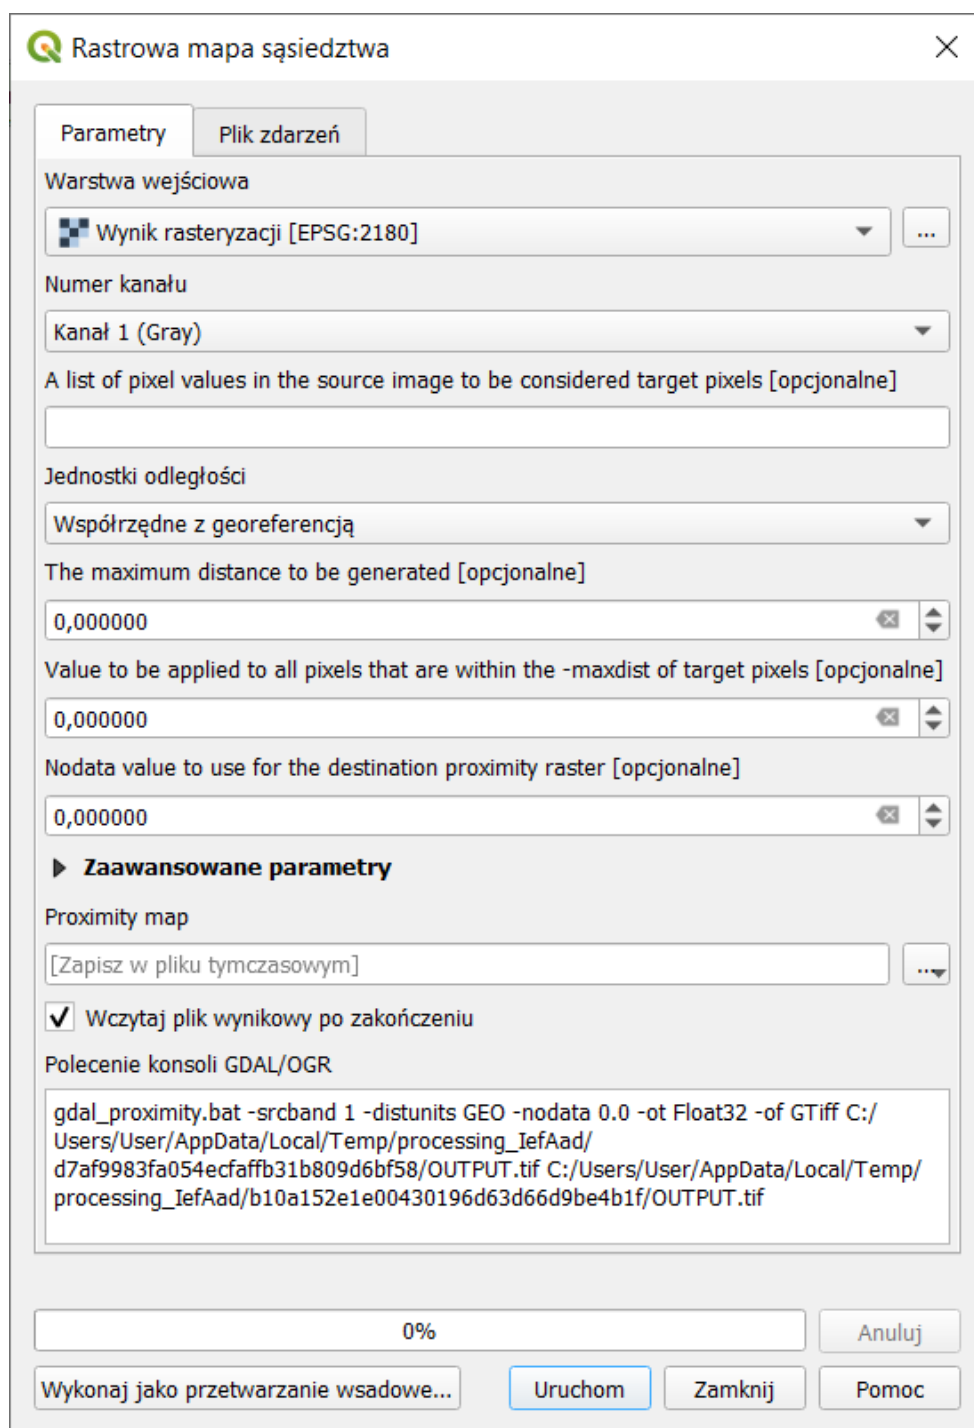 Rastrowa mapa sąsiedztwa
Parametry
Plik zdarzeń
Warstwa wejściowa
Wynik rasteryzacji [EPSG:2180]
...
Numer kanału
Kanał 1 (Gray)
A list of pixel values in the source image to be considered target pixels [opcjonalne]
Jednostki odległości
Współrzędne z georeferencją
The maximum distance to be generated [opcjonalne]
0,000000
Value to be applied to all pixels that are within the -maxdist of target pixels [opcjonalne]
0,000000
Nodata value to use for the destination proximity raster [opcjonalne]
0,000000
Zaawansowane parametry
Proximity map
[Zapisz w pliku tymczasowym]
...
Wczytaj plik wynikowy po zakończeniu
Polecenie konsoli GDAL/OGR
gdal_proximity.bat -srcband 1 -distunits GEO -nodata 0.0 -ot Float32 -of GTiff C:/
Users/User/AppData/Local/Temp/processing_IefAad/
d7af9983fa054ecfaffb31b809d6bf58/OUTPUT.tif C:/Users/User/AppData/Local/Temp/
processing_IefAad/b10a152e1e00430196d63d66d9be4b1f/OUTPUT.tif
0%
Anuluj
Wykonaj jako przetwarzanie wsadowe...
Uruchom
Zamknij
Pomoc